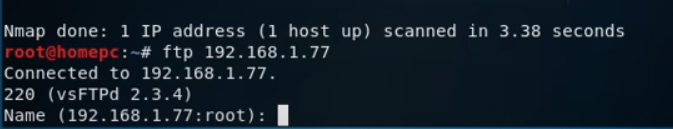 Nmap done: 1 IP address (1 host up) scanned in 3.38 seconds
root@homepc:~# ftp 192.168.1.77
Connected to 192.168.1.77.
220 (vsFTPd 2.3.4)
Name (192.168.1.77:root):